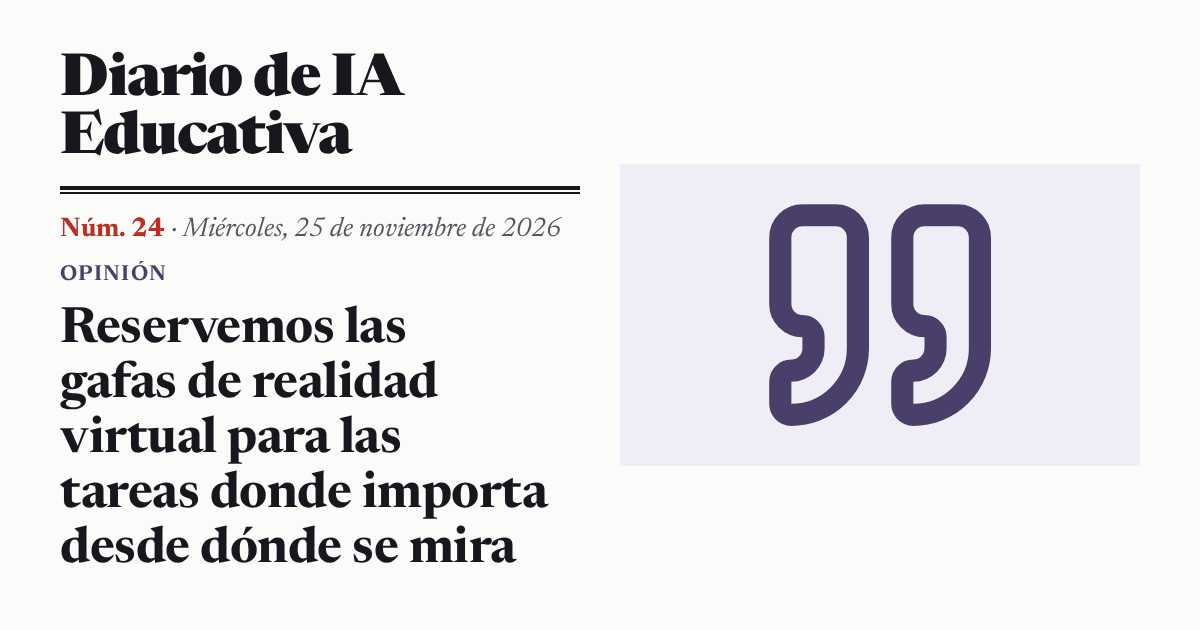 Diario de IA
Educativa
Núm. 24 · Miércoles, 25 de noviembre de 2026
OPINIÓN
Reservemos las
gafas de realidad
virtual para las
tareas donde importa
desde dónde se mira